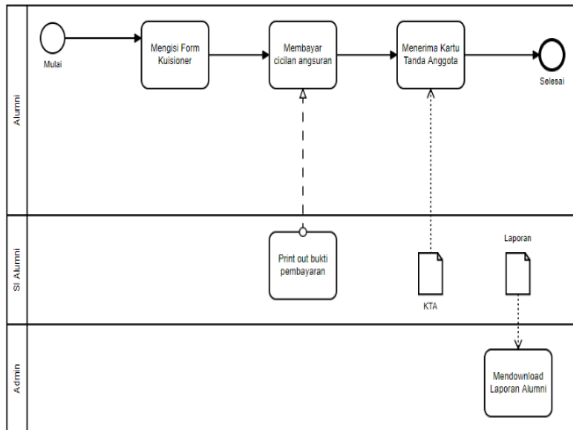 Alumni
Mulai
Mengisi Form
Kuisioner
Membayar
cicilan angsuran
Menerima Kartu
Tanda Anggota
Selesai
SI Alumni
Print out bukti
pembayaran
KTA
Laporan
Admin
Mendownload
Laporan Alumni